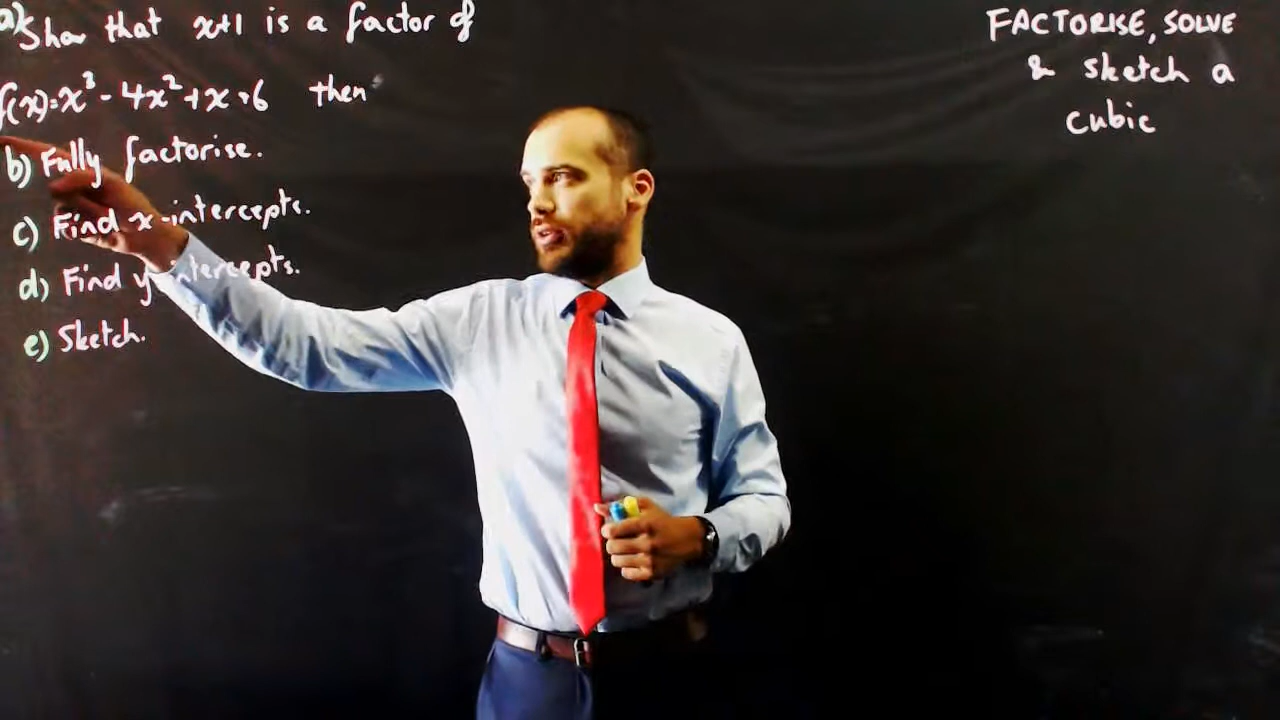 a) Show that x+1 is a factor of
f(x)=x³-4x²+x+6 then
b) Fully factorise.
c) Find x-intercepts.
d) Find y-intercepts.
e) Sketch.
FACTORISE, SOLVE
& sketch a
cubic